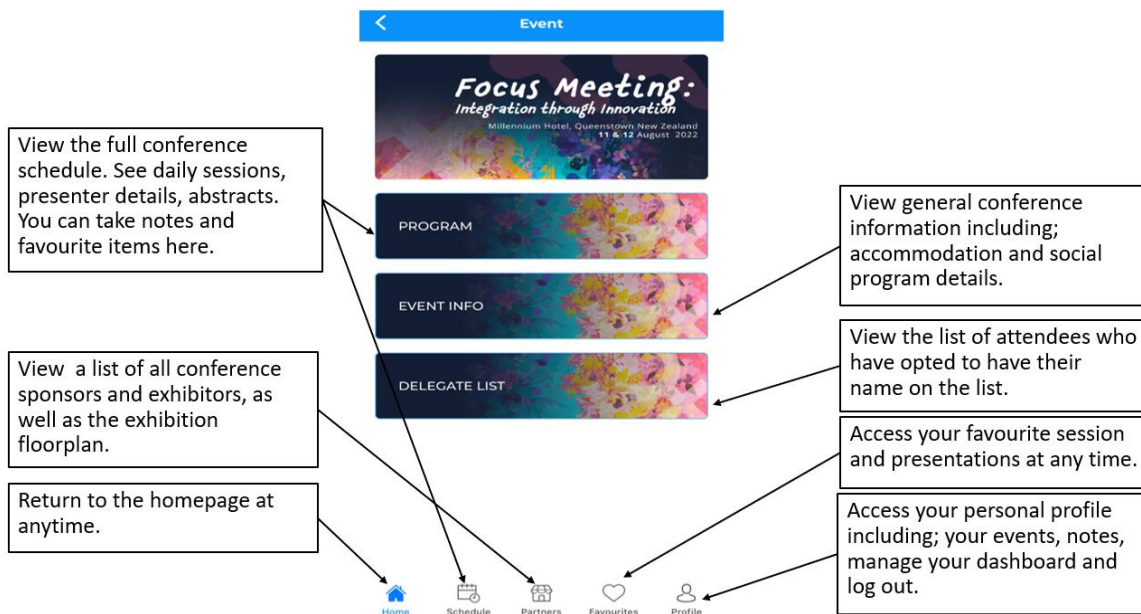 Event
Focus Meeting:
Integration through Innovation
Millennium Hotel, Queenstown New Zealand
11 & 12 August 2022
View the full conference
schedule. See daily sessions,
presenter details, abstracts.
You can take notes and
favourite items here.
PROGRAM
View general conference
information including;
accommodation and social
program details.
EVENT INFO
View the list of attendees who
have opted to have their
name on the list.
DELEGATE LIST
View a list of all conference
sponsors and exhibitors, as
well as the exhibition
floorplan.
Access your favourite session
and presentations at any time.
Return to the homepage at
anytime.
Access your personal profile
including; your events, notes,
manage your dashboard and
log out.
Home Schedule Partners Favourites Profile